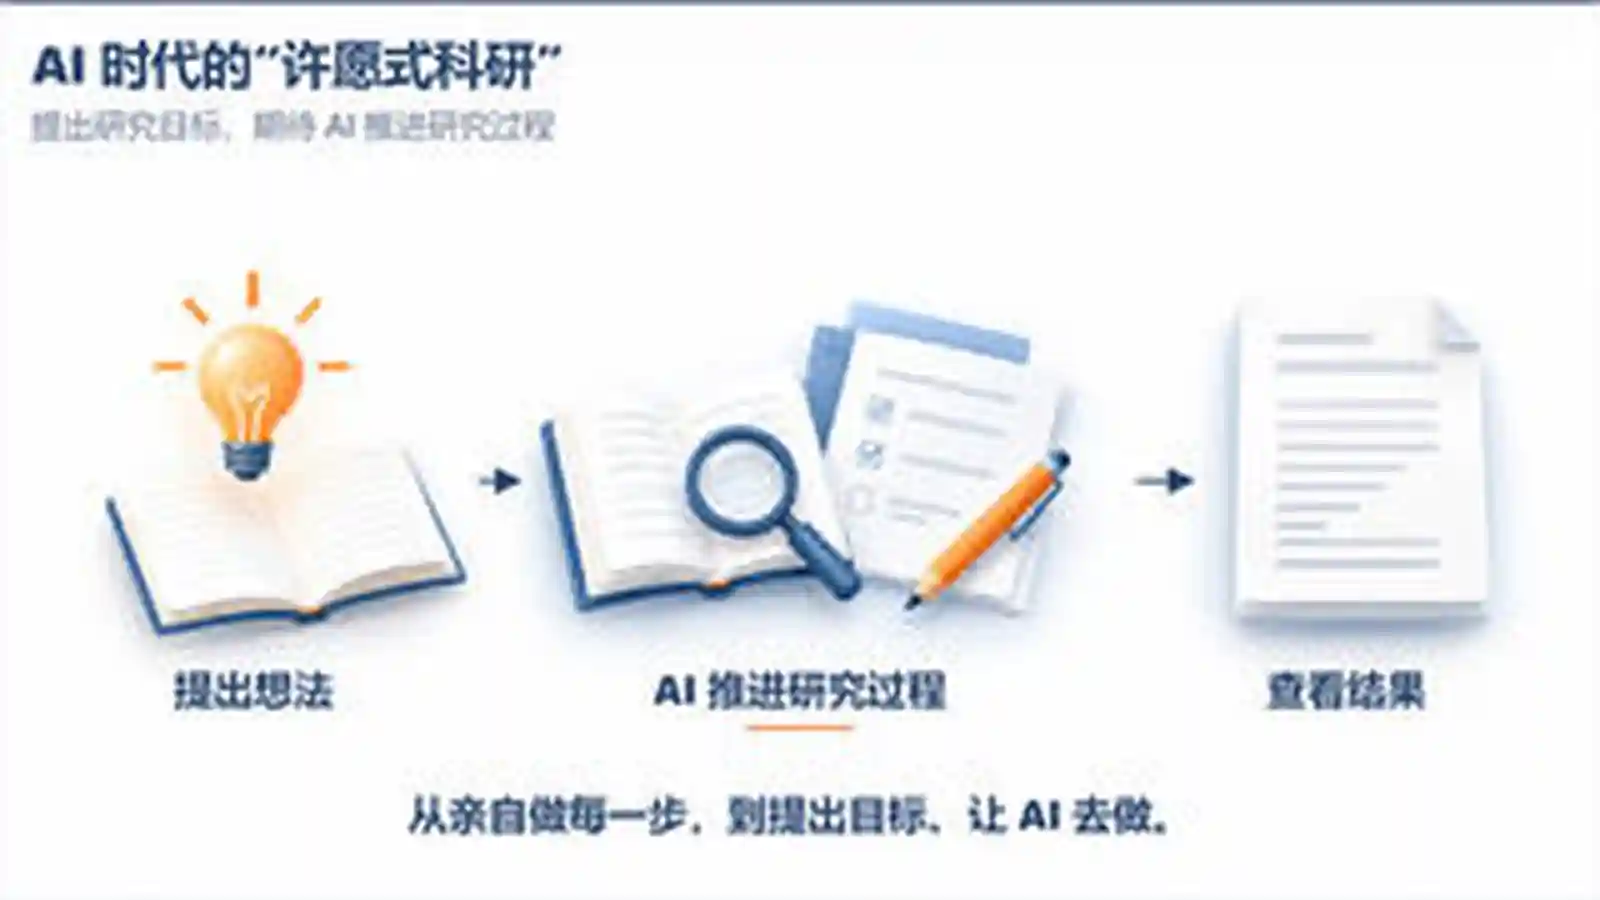 AI 时代的“许愿式科研”
提出研究目标，期待 AI 推进研究过程
提出想法
AI 推进研究过程
查看结果
从亲自做每一步，到提出目标、让 AI 去做。